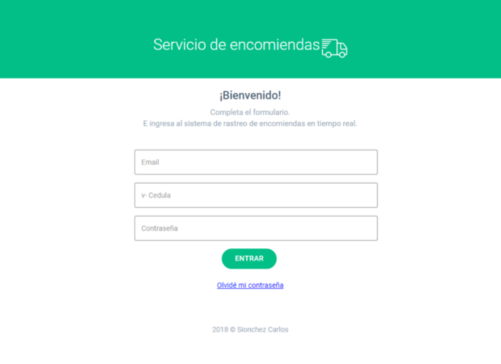 Servicio de encomiendas
¡Bienvenido!
Completa el formulario.
E ingresa al sistema de rastreo de encomiendas en tiempo real.
Email
v- Cedula
Contraseña
ENTRAR
Olvidé mi contraseña
2018 © Sionchez Carlos